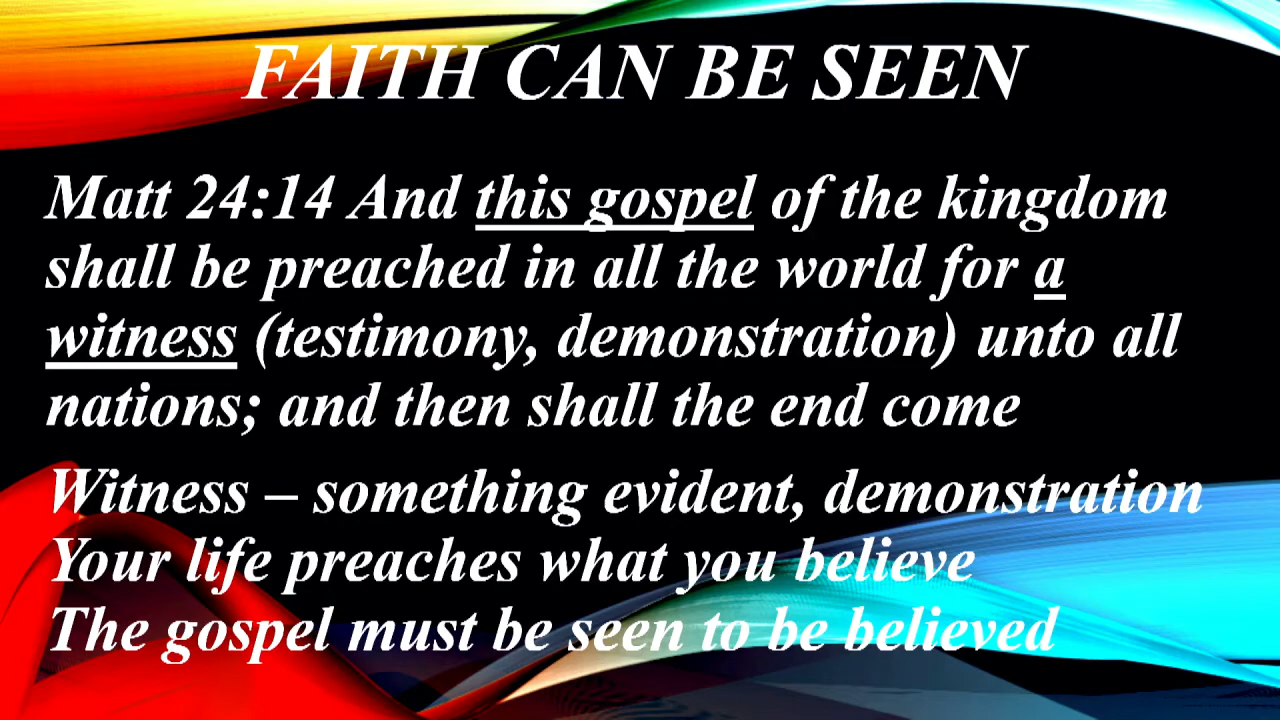 FAITH CAN BE SEEN
Matt 24:14 And this gospel of the kingdom
shall be preached in all the world for a
witness (testimony, demonstration) unto all
nations; and then shall the end come
Witness – something evident, demonstration
Your life preaches what you believe
The gospel must be seen to be believed